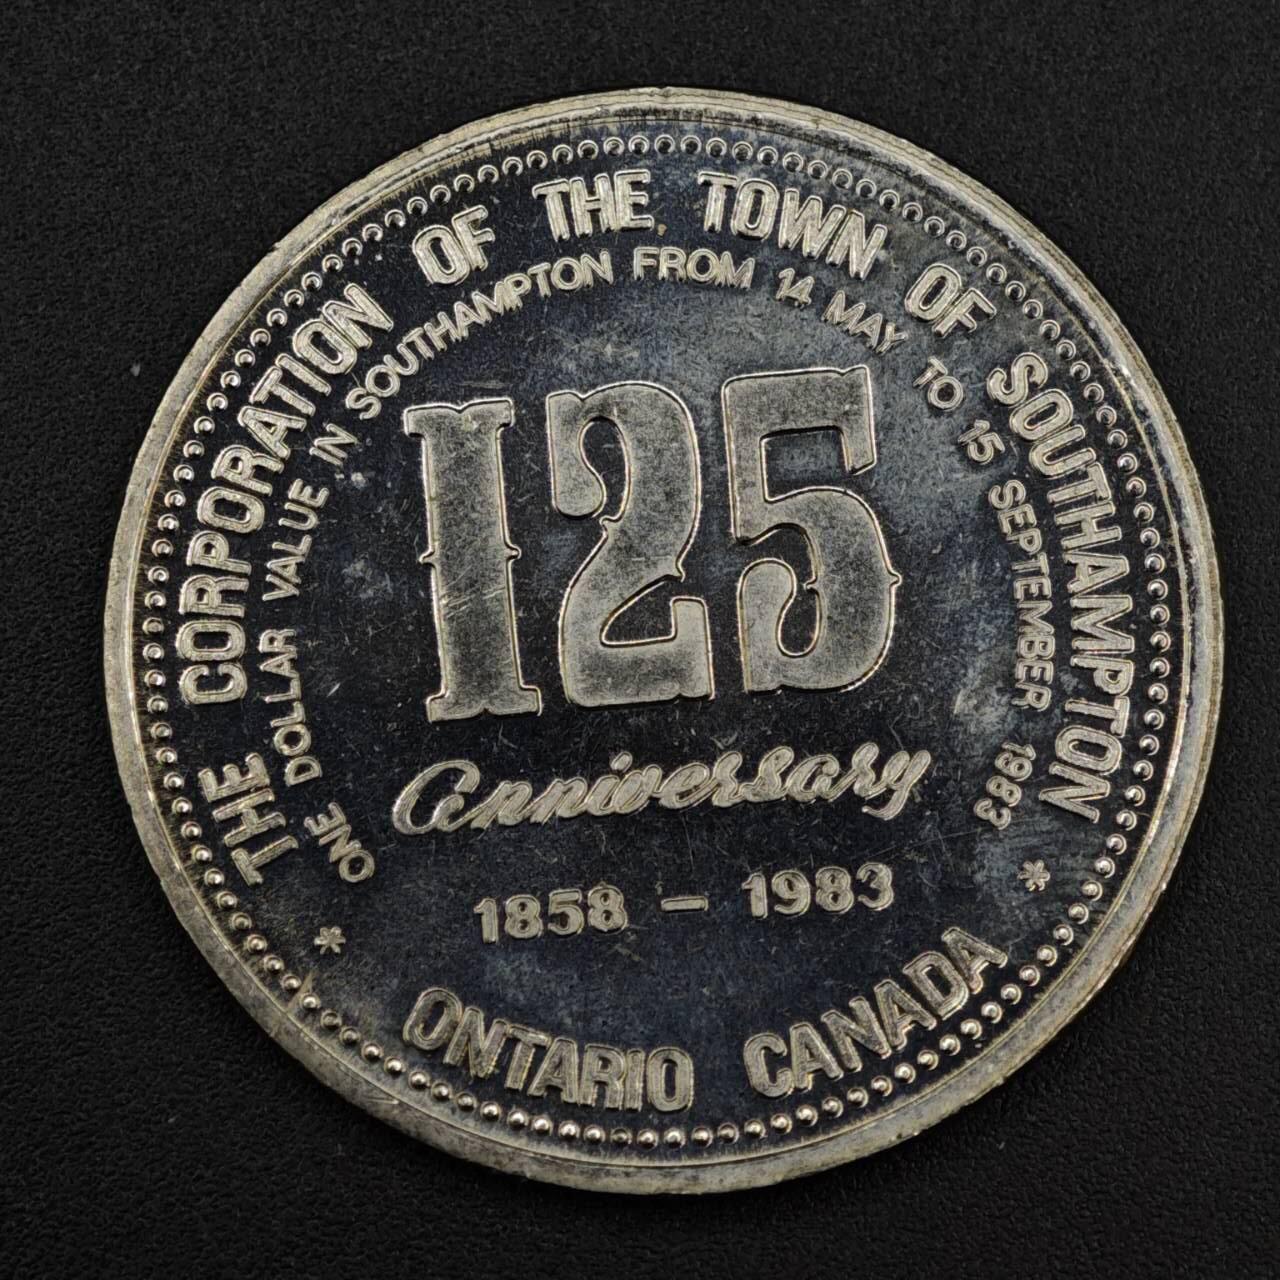 THE CORPORATION OF THE TOWN OF SOUTHAMPTON
ONE DOLLAR VALUE IN SOUTHAMPTON FROM 14 MAY TO 15 SEPTEMBER 1983
125
Anniversary
1858 - 1983
* *
ONTARIO CANADA